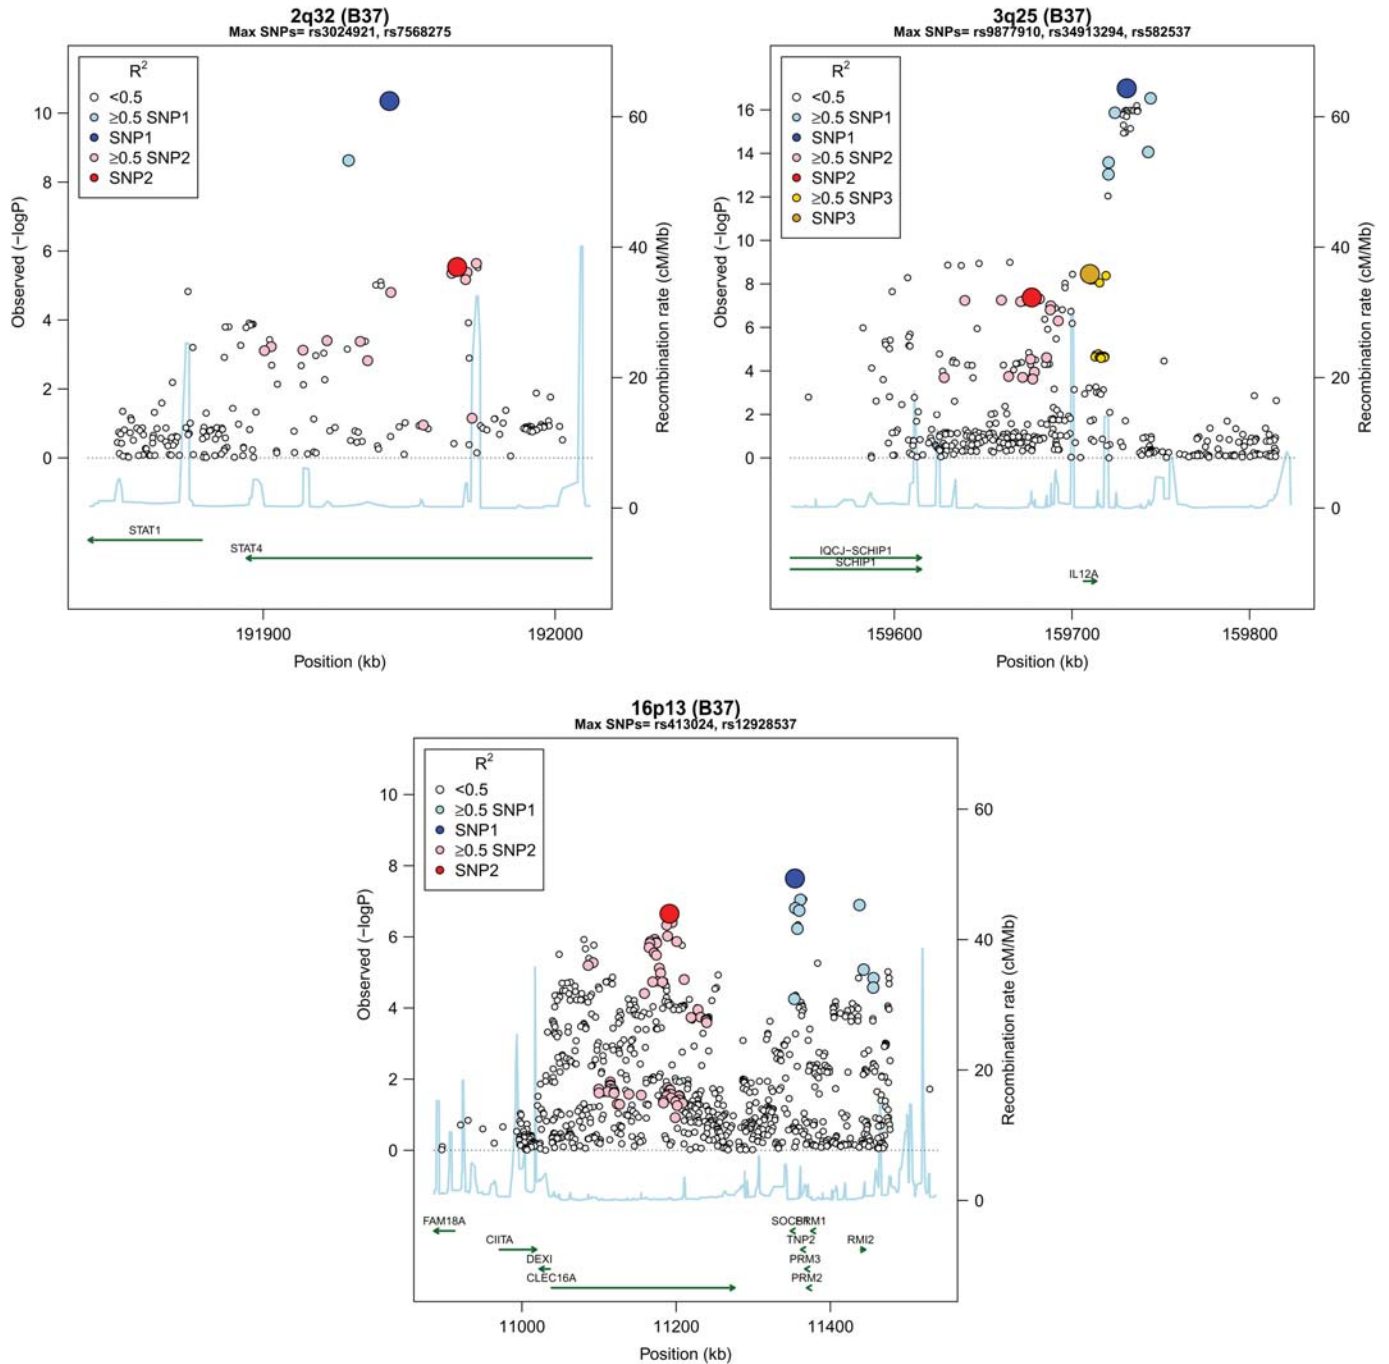 2q32 (B37)
Max SNPs= rs3024921, rs7568275
R2
<0.5
≥0.5 SNP1
SNP1
≥0.5 SNP2
SNP2
10
8
6
4
2
0
Observed (−logP)
60
40
20
0
Recombination rate (cM/Mb)
STAT1
STAT4
191900
192000
Position (kb)
3q25 (B37)
Max SNPs= rs9877910, rs34913294, rs582537
R2
<0.5
≥0.5 SNP1
SNP1
≥0.5 SNP2
SNP2
≥0.5 SNP3
SNP3
16
14
12
10
8
6
4
2
0
Observed (−logP)
60
40
20
0
Recombination rate (cM/Mb)
IQCJ−SCHIP1
SCHIP1
IL12A
159600
159700
159800
Position (kb)
16p13 (B37)
Max SNPs= rs413024, rs12928537
R2
<0.5
≥0.5 SNP1
SNP1
≥0.5 SNP2
SNP2
10
8
6
4
2
0
Observed (−logP)
60
40
20
0
Recombination rate (cM/Mb)
FAM18A
SOCS1
PRM1
CIITA
TNP2
RMI2
DEXI
PRM3
CLEC16A
PRM2
11000
11200
11400
Position (kb)